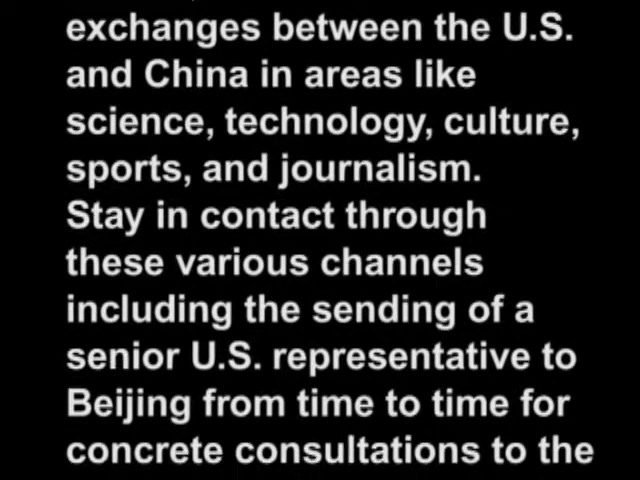 exchanges between the U.S.
and China in areas like
science, technology, culture,
sports, and journalism.
Stay in contact through
these various channels
including the sending of a
senior U.S. representative to
Beijing from time to time for
concrete consultations to the